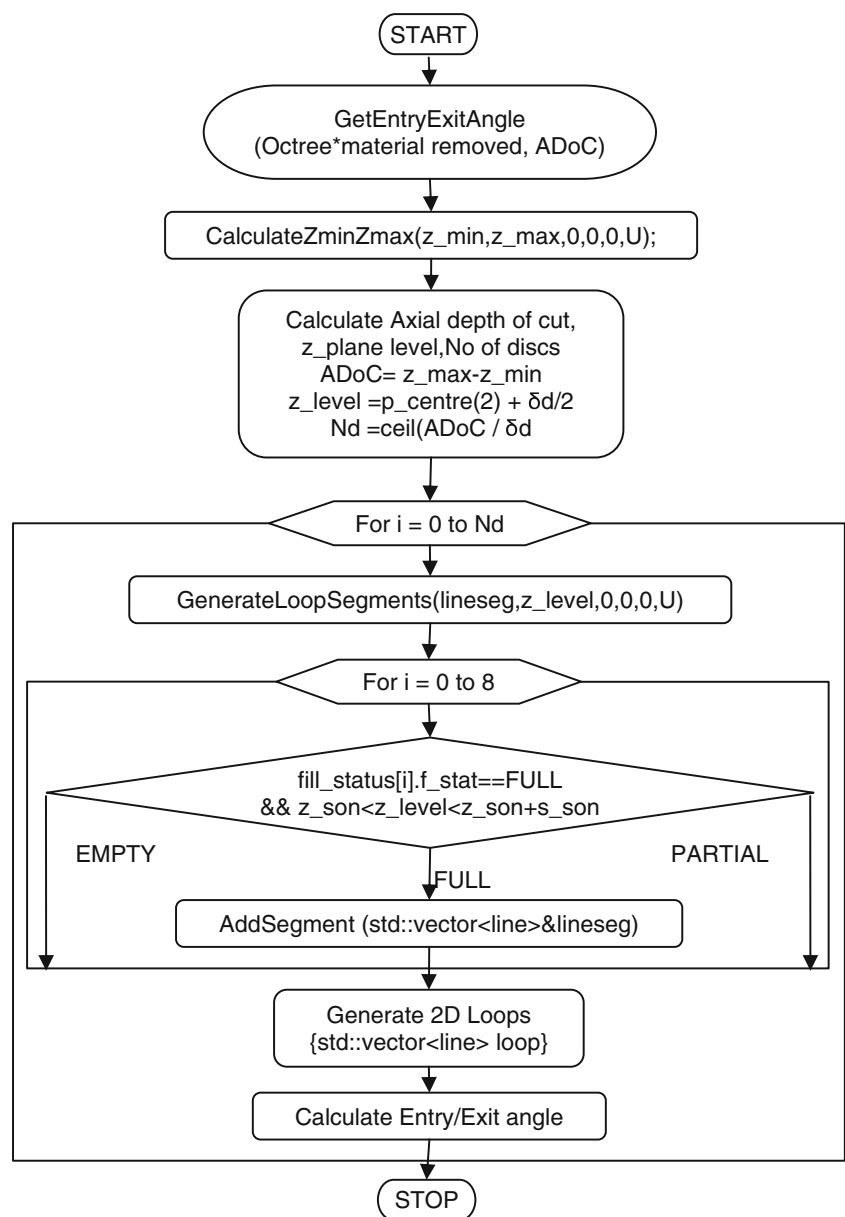 START
GetEntryExitAngle
(Octree*material removed, ADoC)
CalculateZminZmax(z_min,z_max,0,0,0,U);
Calculate Axial depth of cut,
z_plane level,No of discs
ADoC= z_max-z_min
z_level =p_centre(2) + δd/2
Nd =ceil(ADoC / δd
For i = 0 to Nd
GenerateLoopSegments(lineseg,z_level,0,0,0,U)
For i = 0 to 8
fill_status[i].f_stat==FULL
&& z_son<z_level<z_son+s_son
EMPTY
PARTIAL
FULL
AddSegment (std::vector<line>&lineseg)
Generate 2D Loops
{std::vector<line> loop}
Calculate Entry/Exit angle
STOP